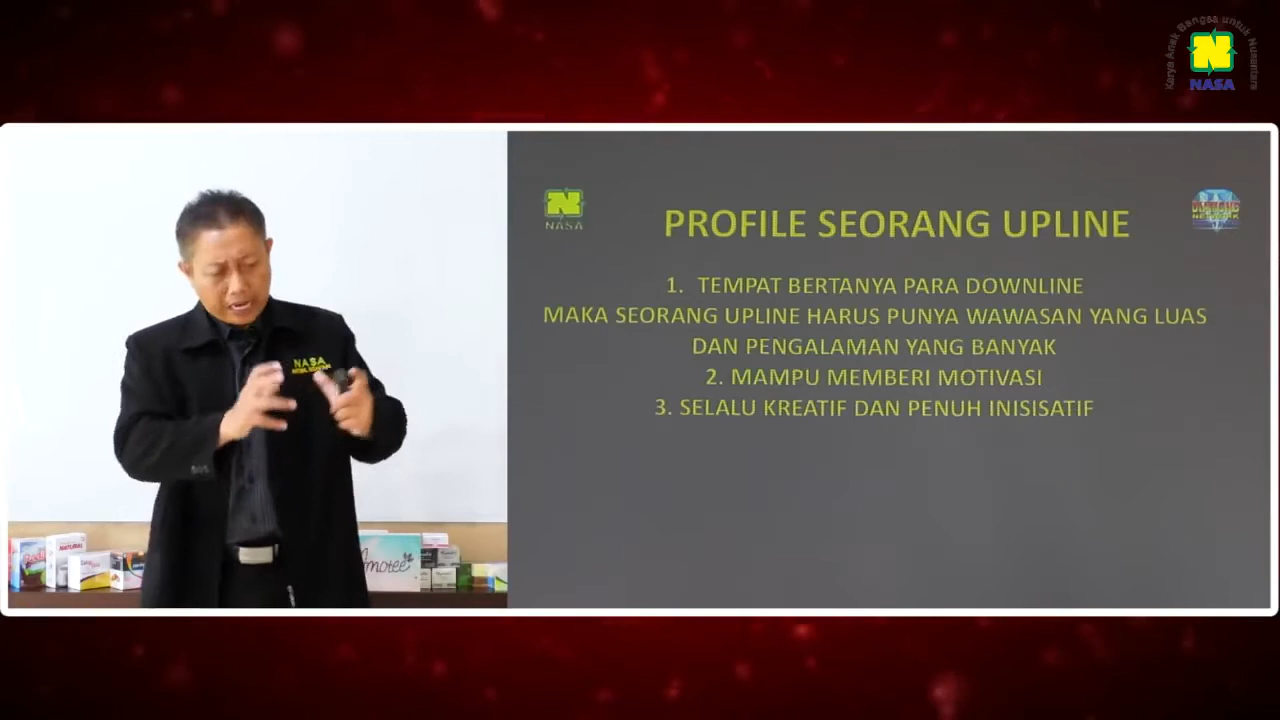 Karya Anak Bangsa untuk Nusantara
NASA
NASA
PROFILE SEORANG UPLINE
1. TEMPAT BERTANYA PARA DOWNLINE
MAKA SEORANG UPLINE HARUS PUNYA WAWASAN YANG LUAS
DAN PENGALAMAN YANG BANYAK
2. MAMPU MEMBERI MOTIVASI
3. SELALU KREATIF DAN PENUH INISISATIF
NASA
NATURAL